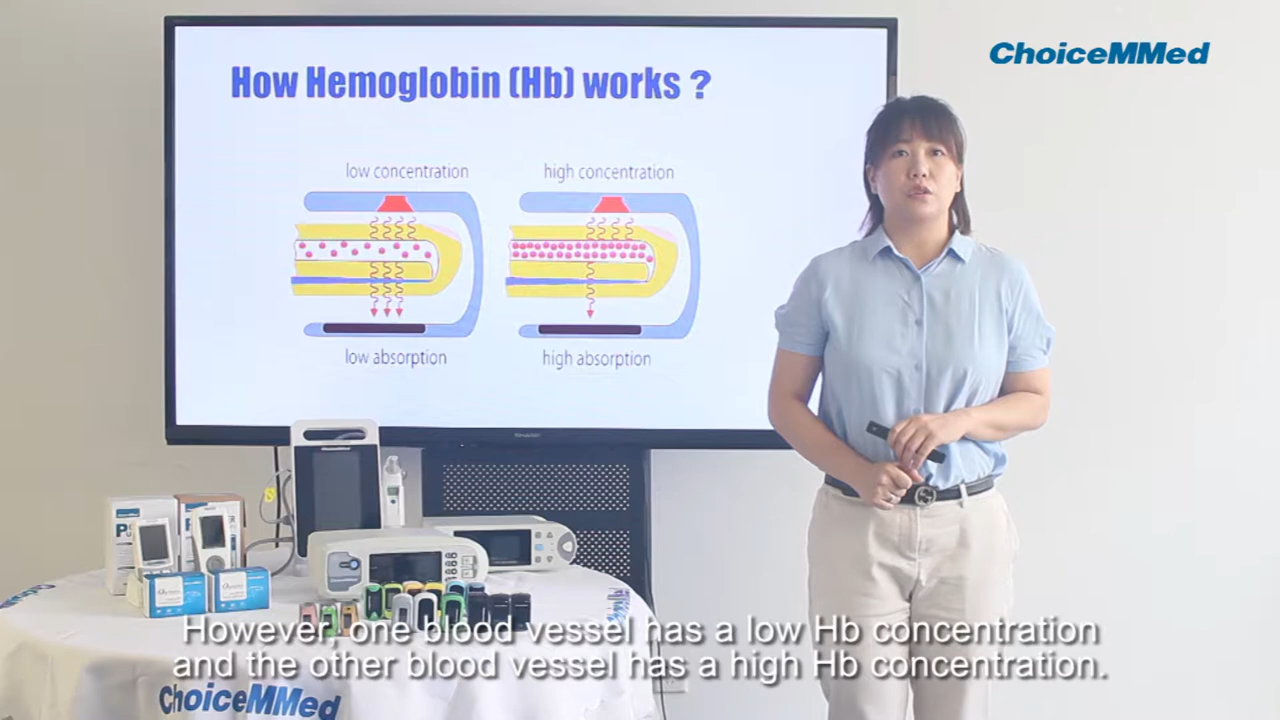 ChoiceMMed
How Hemoglobin (Hb) works ?
low concentration
high concentration
low absorption
high absorption
SHARP
However, one blood vessel has a low Hb concentration
and the other blood vessel has a high Hb concentration.
ChoiceMMed